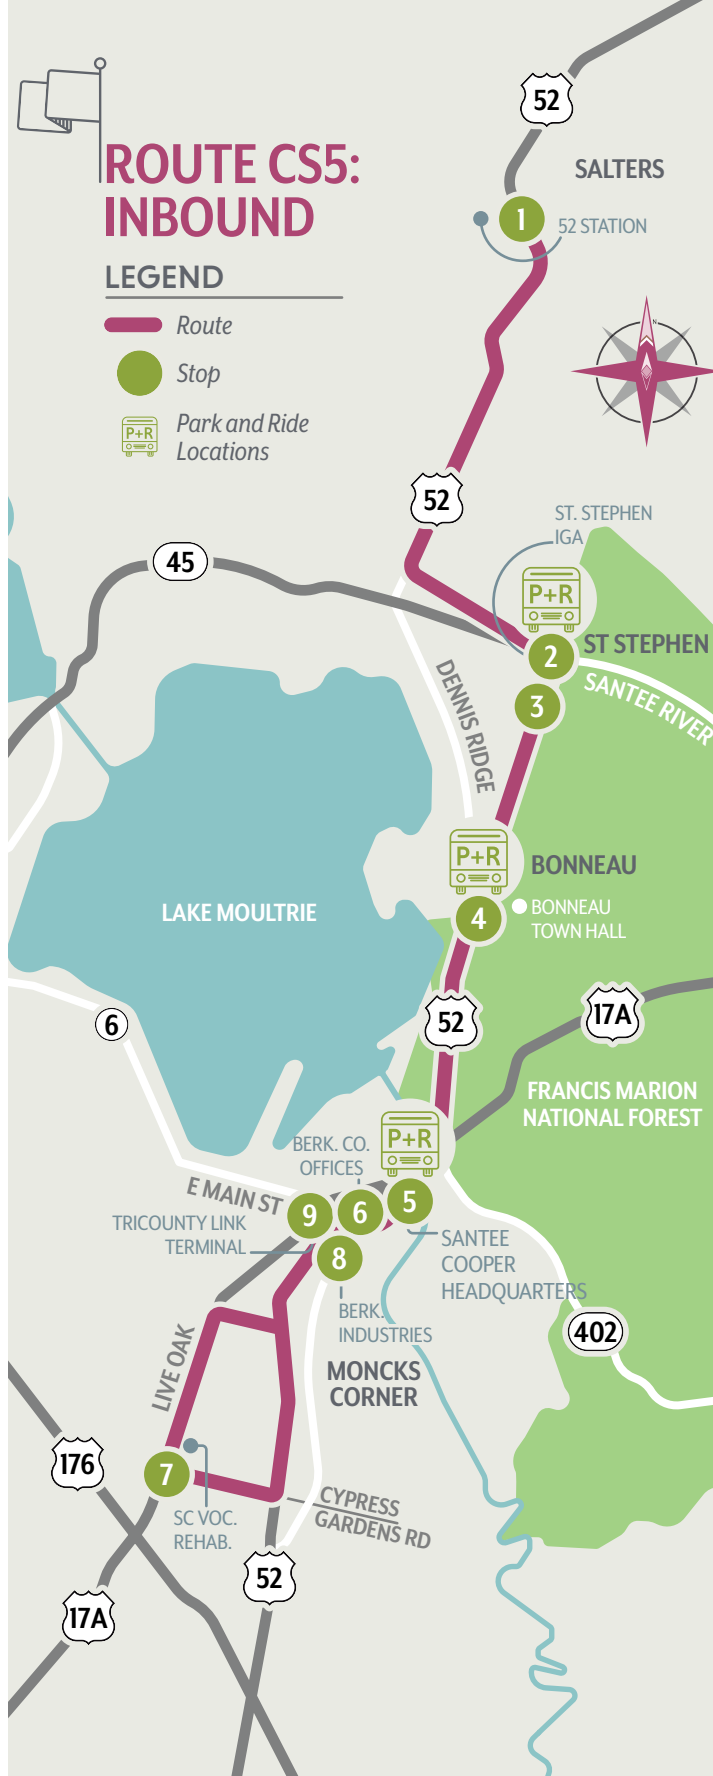 52
SALTERS
ROUTE CS5:
INBOUND
1
52 STATION
LEGEND
Route
N
Stop
P+R
Park and Ride
Locations
52
ST. STEPHEN
IGA
45
P+R
2
ST STEPHEN
3
SANTEE RIVER
DENNIS RIDGE
P+R
BONNEAU
LAKE MOULTRIE
4
BONNEAU
TOWN HALL
6
52
17A
FRANCIS MARION
NATIONAL FOREST
P+R
BERK. CO.
OFFICES
E MAIN ST
9
6
5
TRICOUNTY LINK
TERMINAL
8
SANTEE
COOPER
HEADQUARTERS
BERK.
INDUSTRIES
402
LIVE OAK
MONCKS
CORNER
176
7
CYPRESS
GARDENS RD
SC VOC.
REHAB.
52
17A